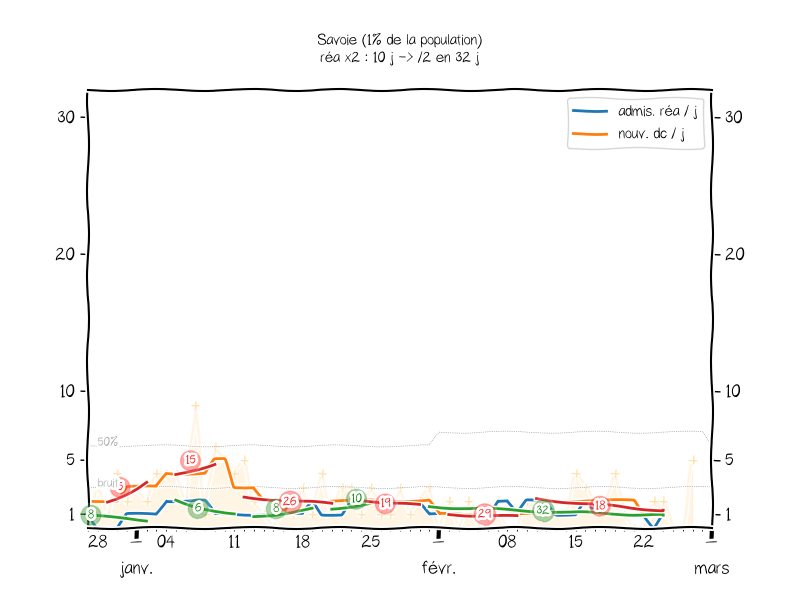 Savoie (1% de la population)
réa x2 : 10 j -> /2 en 32 j
admis. réa / j
nouv. dc / j
30 30
20 20
10 10
5 5
1 1
50%
bruit
5 15 26 19 29 18
8 6 8 10 32
28 04 11 18 25 08 15 22
janv. févr. mars